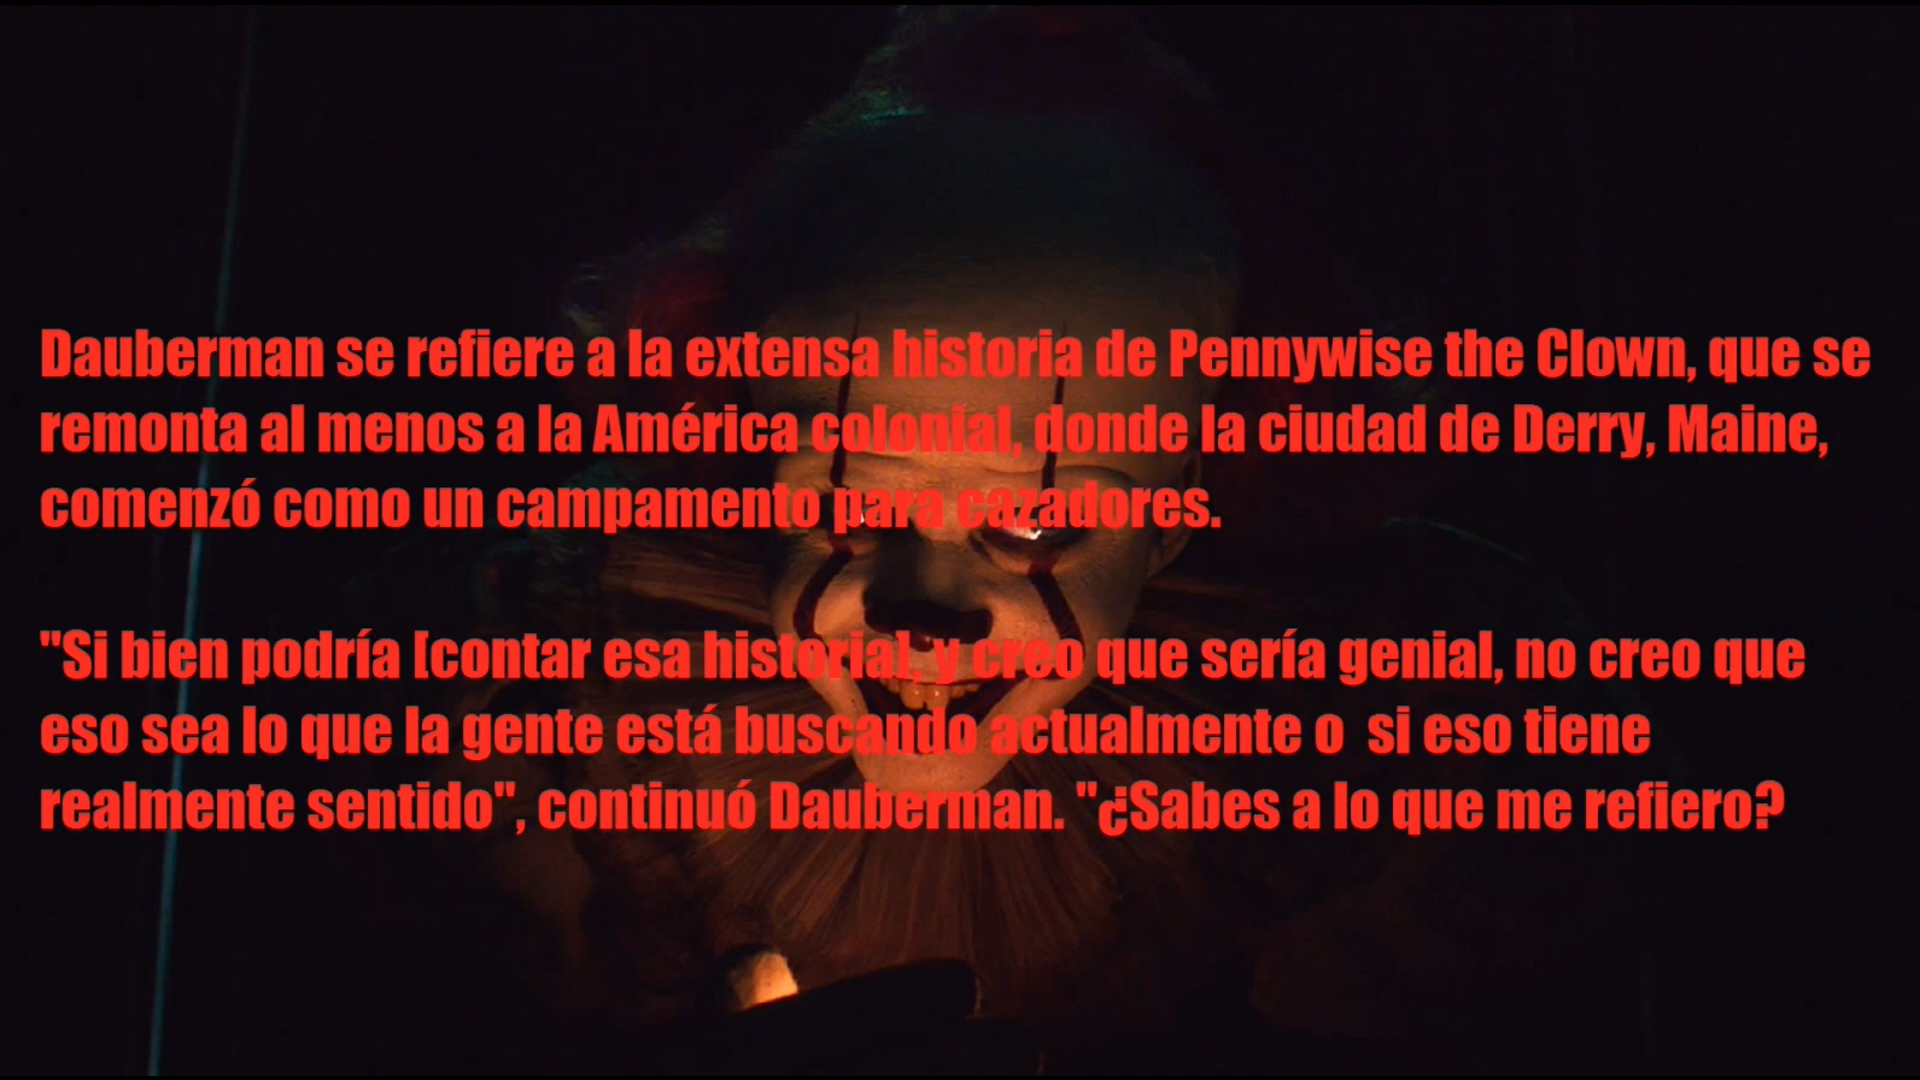 Dauberman se refiere a la extensa historia de Pennywise the Clown, que se
remonta al menos a la América colonial, donde la ciudad de Derry, Maine,
comenzó como un campamento para cazadores.
"Si bien podría [contar esa historia], y creo que sería genial, no creo que
eso sea lo que la gente está buscando actualmente o  si eso tiene
realmente sentido", continuó Dauberman. "¿Sabes a lo que me refiero?